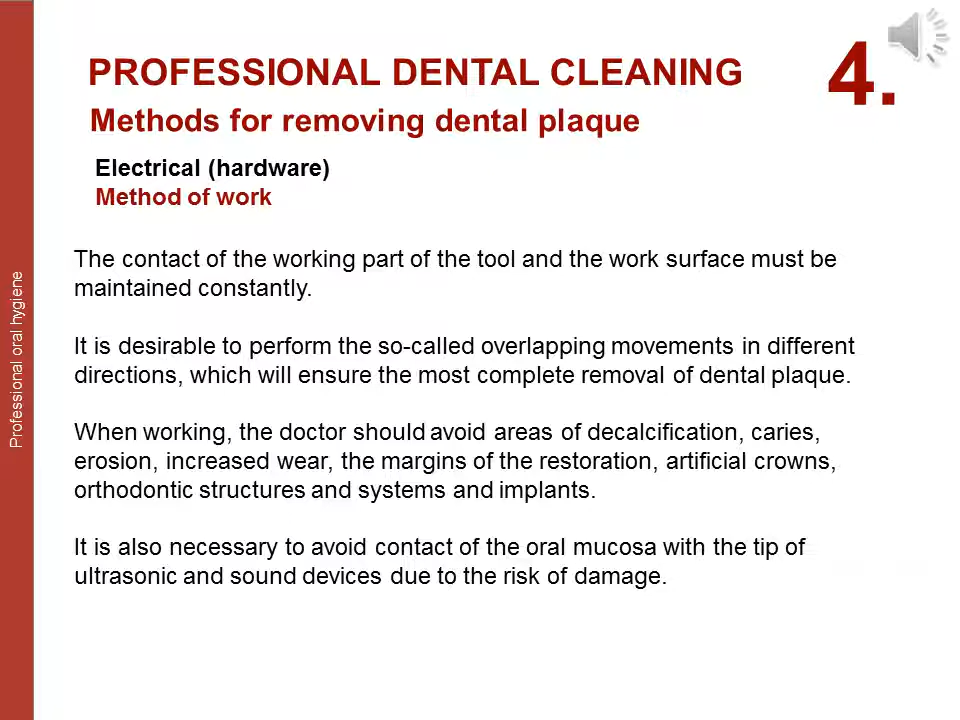 PROFESSIONAL DENTAL CLEANING
4.
Methods for removing dental plaque
Electrical (hardware)
Method of work
The contact of the working part of the tool and the work surface must be
maintained constantly.
It is desirable to perform the so-called overlapping movements in different
directions, which will ensure the most complete removal of dental plaque.
When working, the doctor should avoid areas of decalcification, caries,
erosion, increased wear, the margins of the restoration, artificial crowns,
orthodontic structures and systems and implants.
It is also necessary to avoid contact of the oral mucosa with the tip of
ultrasonic and sound devices due to the risk of damage.
Professional oral hygiene